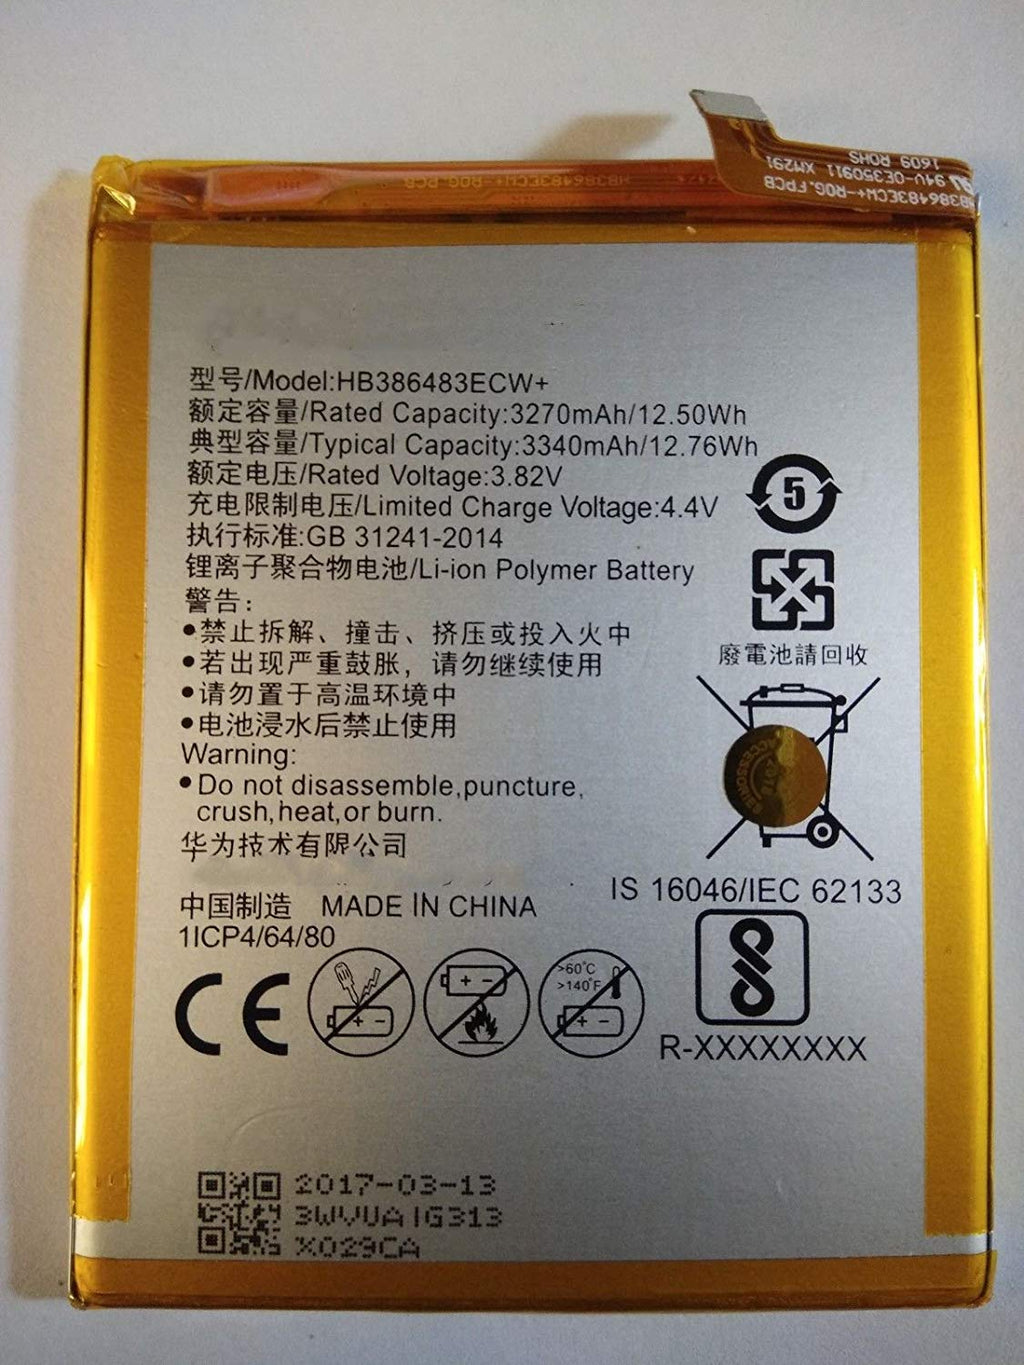 1609 ROHS
94V-0E350911 XM291
HB386483ECW+-R0G.FPCB
型号/Model:HB386483ECW+
额定容量/Rated Capacity:3270mAh/12.50Wh
典型容量/Typical Capacity:3340mAh/12.76Wh
额定电压/Rated Voltage:3.82V
充电限制电压/Limited Charge Voltage:4.4V
执行标准:GB 31241-2014
锂离子聚合物电池/Li-ion Polymer Battery
5
警告:
•禁止拆解、撞击、挤压或投入火中
•若出现严重鼓胀，请勿继续使用
•请勿置于高温环境中
•电池浸水后禁止使用
廢電池請回收
Warning:
•Do not disassemble,puncture,
crush,heat,or burn.
华为技术有限公司
IS 16046/IEC 62133
中国制造 MADE IN CHINA
1ICP4/64/80
CE
>60°C
>140°F
R-XXXXXXXX
2017-03-13
3WVUA1G313
X029CA